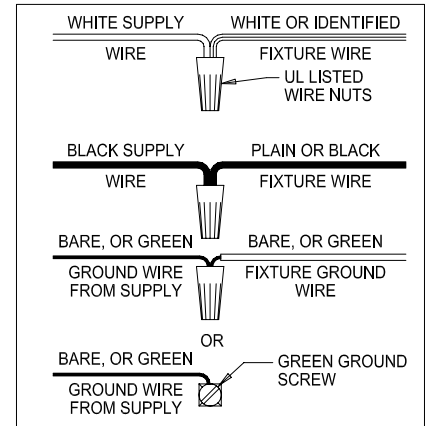 WHITE SUPPLY WHITE OR IDENTIFIED
WIRE FIXTURE WIRE
UL LISTED
WIRE NUTS
BLACK SUPPLY PLAIN OR BLACK
WIRE FIXTURE WIRE
BARE, OR GREEN BARE, OR GREEN
GROUND WIRE FIXTURE GROUND
FROM SUPPLY WIRE
OR
BARE, OR GREEN GREEN GROUND
SCREW
GROUND WIRE
FROM SUPPLY